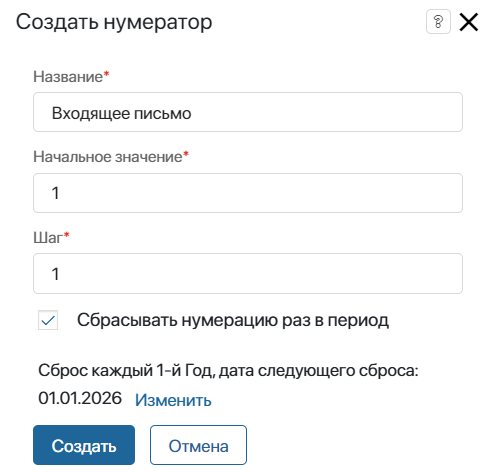 Создать нумератор ?
Название*
Входящее письмо
Начальное значение*
1
Шаг*
1
Сбрасывать нумерацию раз в период
Сброс каждый 1-й Год, дата следующего сброса:
01.01.2026 Изменить
Создать Отмена